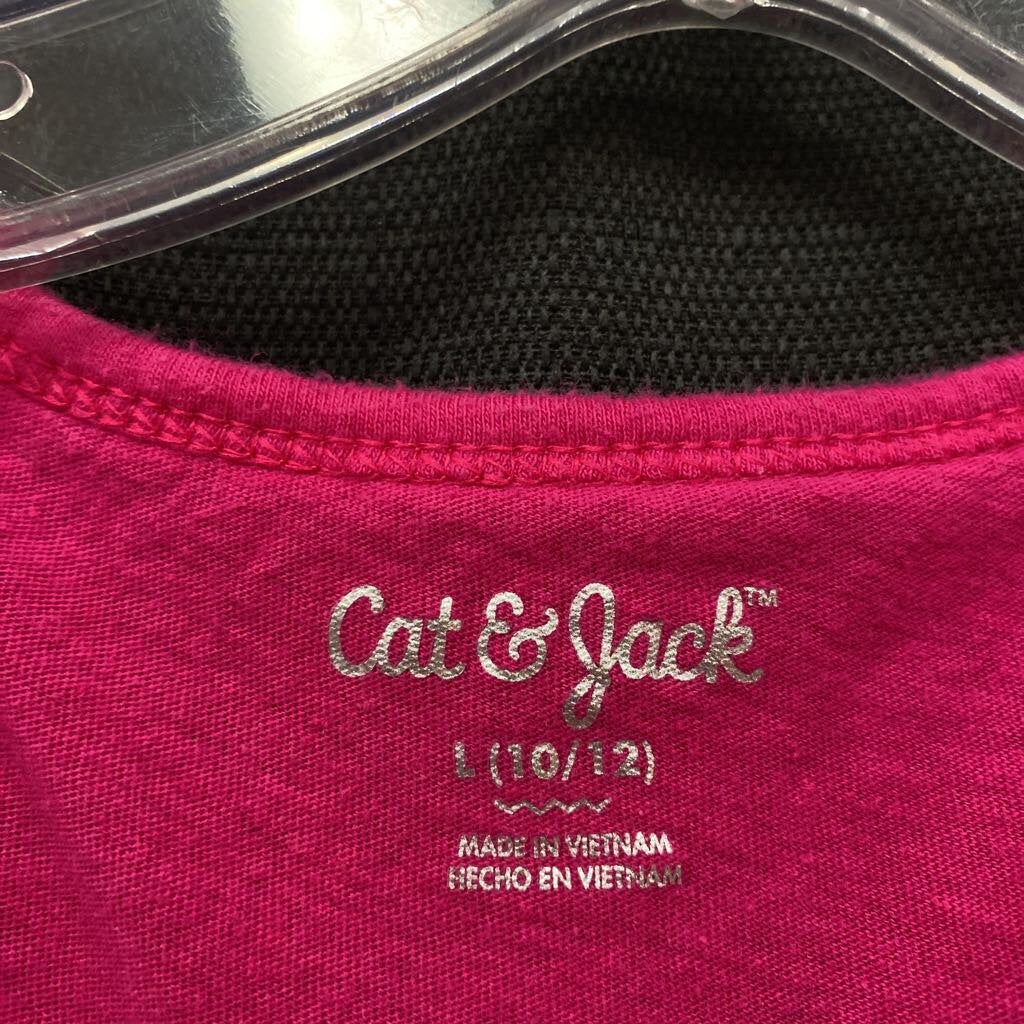 Cat & Jack™
L (10/12)
MADE IN VIETNAM
HECHO EN VIETNAM